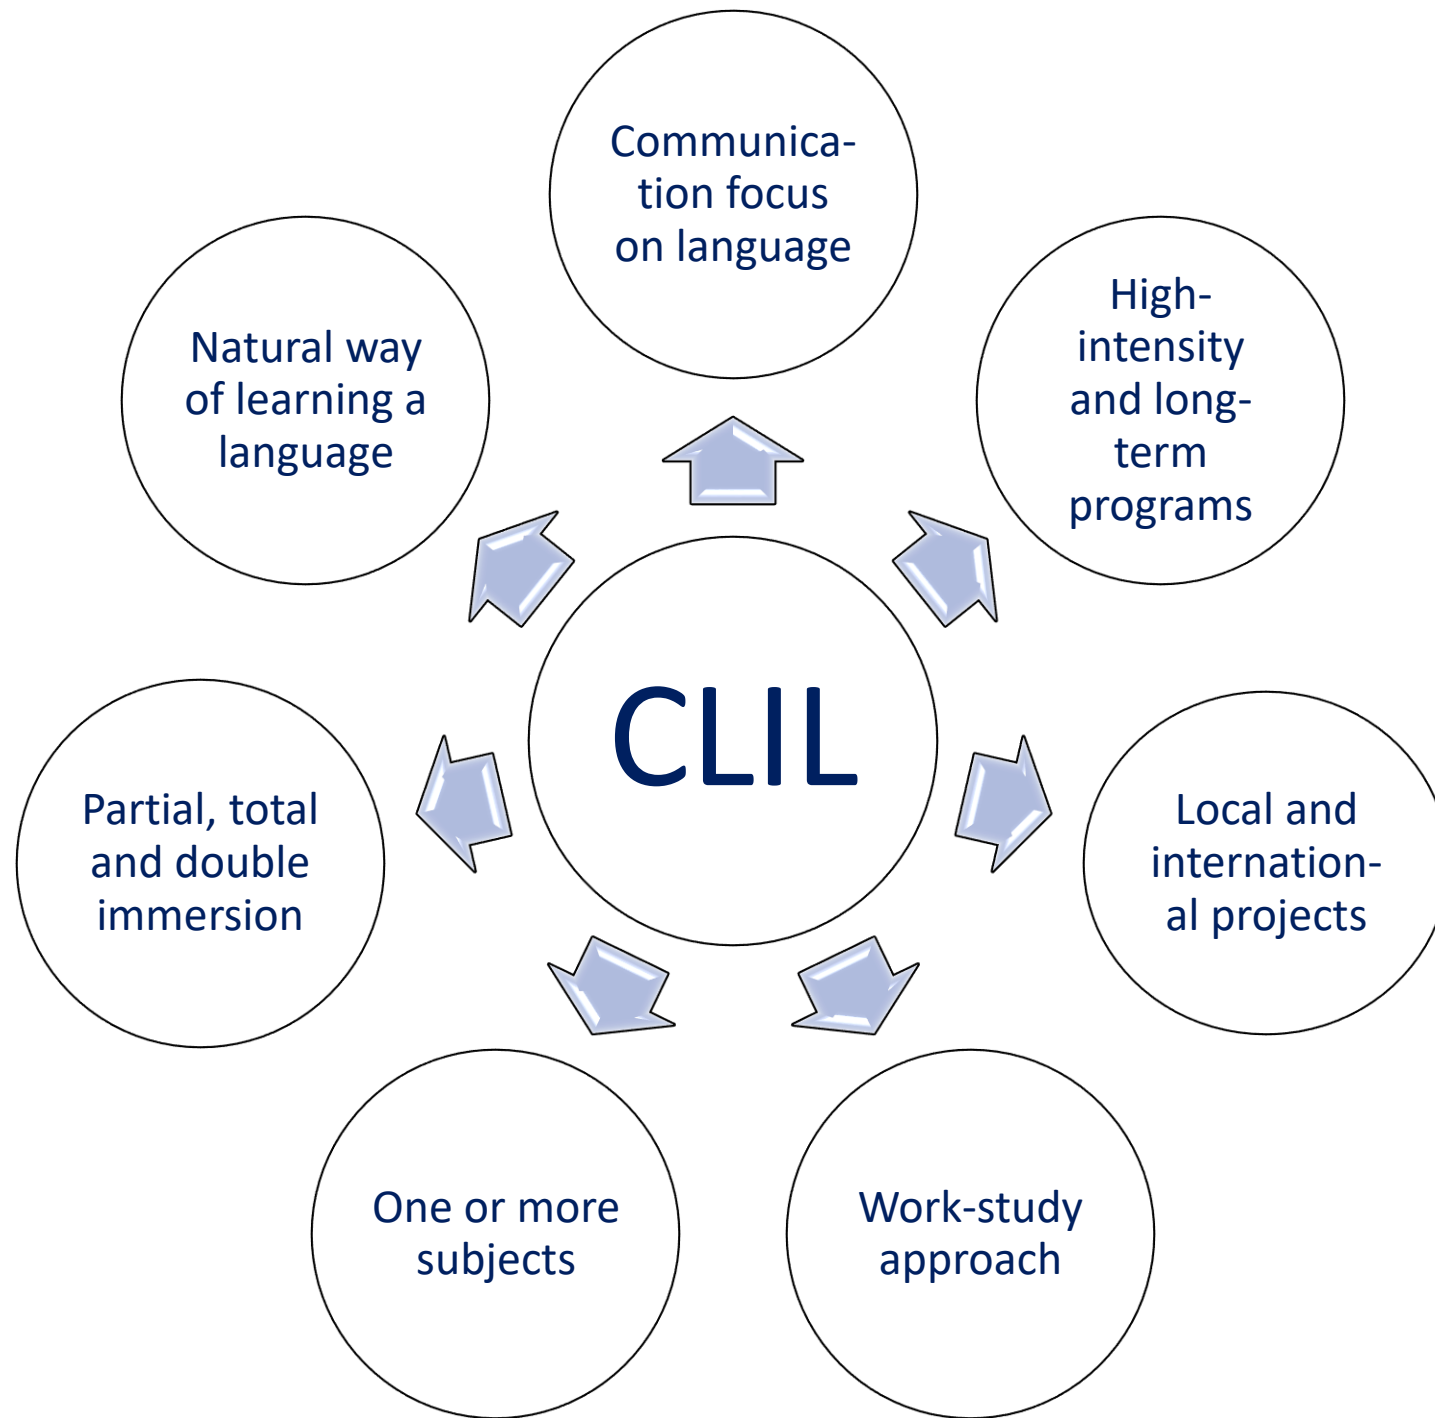 Communica-
tion focus
on language
High-
intensity
and long-
term
programs
Local and
internation-
al projects
Work-study
approach
One or more
subjects
Partial, total
and double
immersion
Natural way
of learning a
language
CLIL